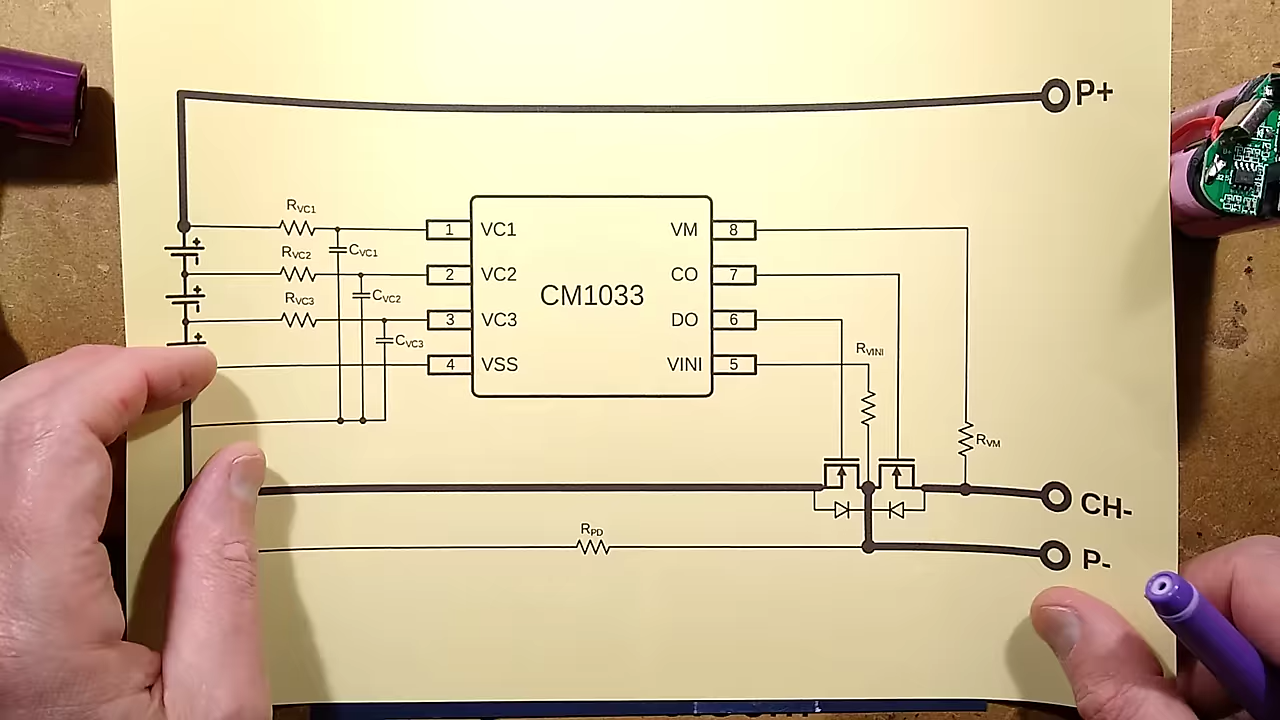 P+
RVC1
1 VC1 VM 8
CVC1
RVC2
2 VC2 CO 7
CVC2
CM1033
RVC3
3 VC3 DO 6
CVC3
RVINI
4 VSS VINI 5
RVM
CH-
RPD
P-